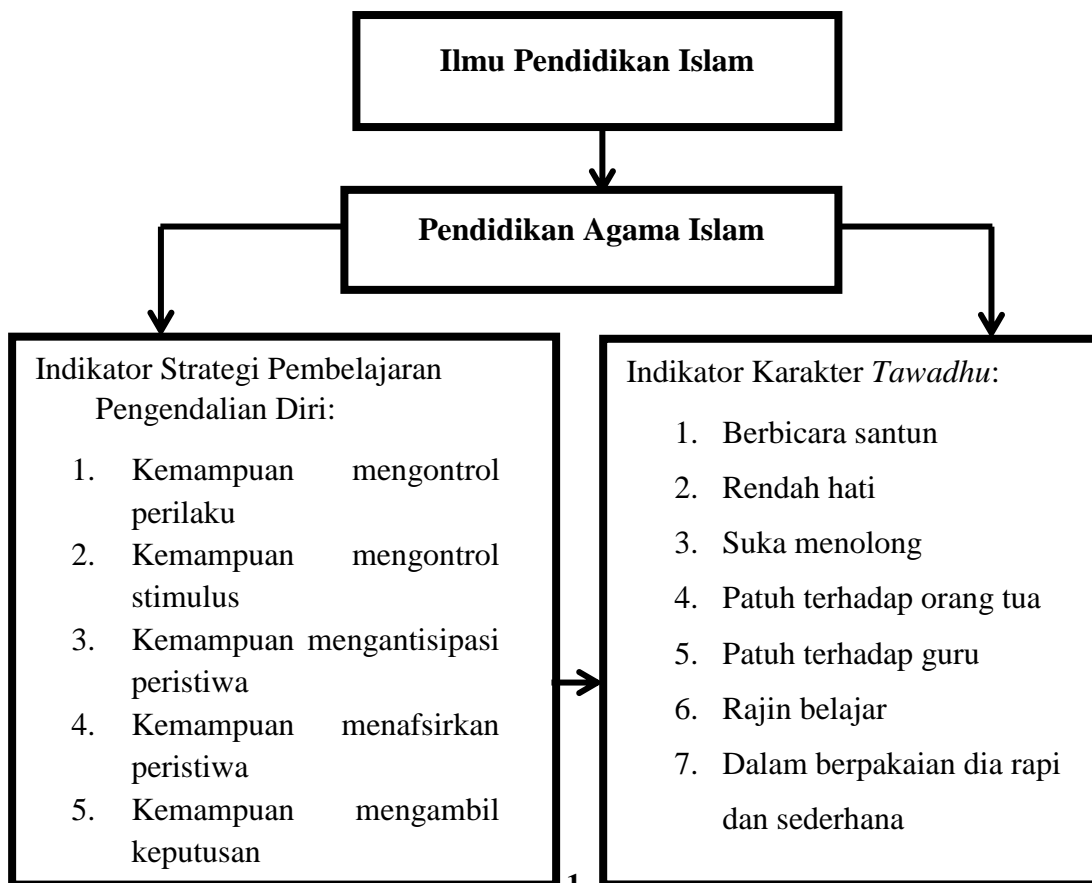 Ilmu Pendidikan Islam
Pendidikan Agama Islam
Indikator Strategi Pembelajaran
Pengendalian Diri:
1. Kemampuan mengontrol
perilaku
2. Kemampuan mengontrol
stimulus
3. Kemampuan mengantisipasi
peristiwa
4. Kemampuan menafsirkan
peristiwa
5. Kemampuan mengambil
keputusan
Indikator Karakter Tawadhu:
1. Berbicara santun
2. Rendah hati
3. Suka menolong
4. Patuh terhadap orang tua
5. Patuh terhadap guru
6. Rajin belajar
7. Dalam berpakaian dia rapi
dan sederhana